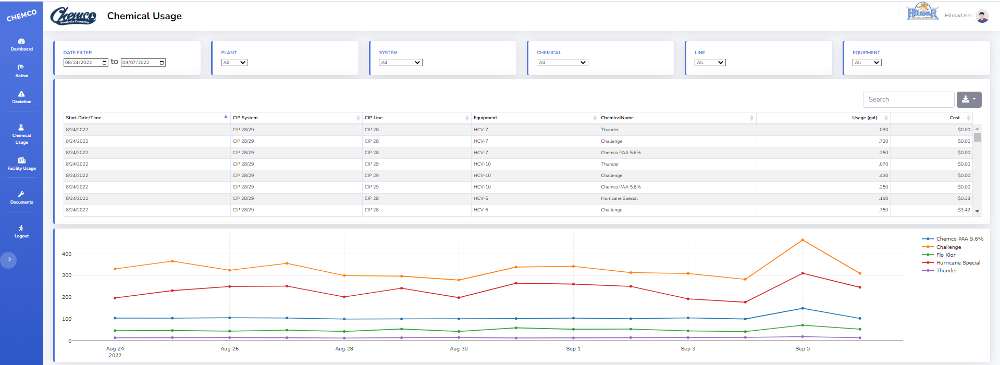 CHEMCO
Dashboard
Active
Deviation
Chemical
Usage
Facility Usage
Documents
Logout
Chemco
Products Company
Chemical Usage
Hilmar
CHEESE COMPANY
HilmarUser
DATE FILTER
08/24/2022 to 09/07/2022
PLANT
All
SYSTEM
All
CHEMICAL
All
LINE
All
EQUIPMENT
All
Search
Start Date/Time CIP System CIP Line Equipment ChemicalName Usage (gal) Cost
8/24/2022 CIP 28/29 CIP 28 HCV-7 Thunder .030 $0.00
8/24/2022 CIP 28/29 CIP 28 HCV-7 Challenge .720 $0.00
8/24/2022 CIP 28/29 CIP 28 HCV-7 Chemco PAA 5.6% .250 $0.00
8/24/2022 CIP 28/29 CIP 29 HCV-10 Thunder .070 $0.00
8/24/2022 CIP 28/29 CIP 29 HCV-10 Challenge .430 $0.00
8/24/2022 CIP 28/29 CIP 29 HCV-10 Chemco PAA 5.6% .250 $0.00
8/24/2022 CIP 28/29 CIP 28 HCV-5 Hurricane Special .190 $0.33
8/24/2022 CIP 28/29 CIP 28 HCV-5 Challenge .750 $3.42
400
300
200
100
0
Aug 24 Aug 26 Aug 28 Aug 30 Sep 1 Sep 3 Sep 5
2022
Chemco PAA 5.6%
Challenge
Flo Klor
Hurricane Special
Thunder